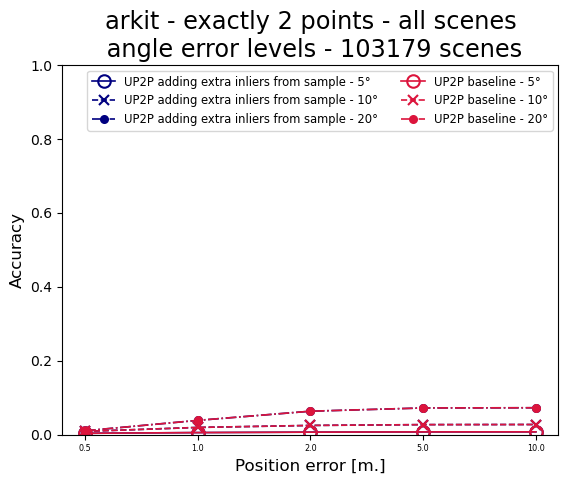 arkit - exactly 2 points - all scenes
angle error levels - 103179 scenes
UP2P adding extra inliers from sample - 5°
UP2P adding extra inliers from sample - 10°
UP2P adding extra inliers from sample - 20°
UP2P baseline - 5°
UP2P baseline - 10°
UP2P baseline - 20°
Accuracy
1.0
0.8
0.6
0.4
0.2
0.0
0.5 1.0 2.0 5.0 10.0
Position error [m.]